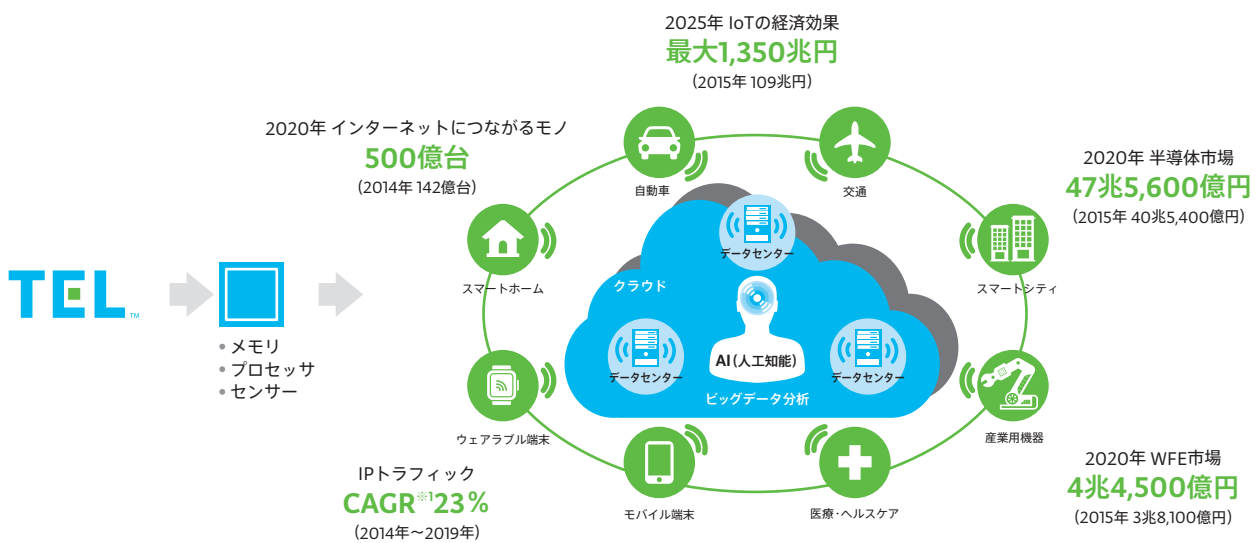 2025年 IoTの経済効果
最大1,350兆円
(2015年 109兆円)
2020年 インターネットにつながるモノ
500億台
(2014年 142億台)
自動車
交通
2020年 半導体市場
47兆5,600億円
(2015年 40兆5,400億円)
データセンター
クラウド
スマートホーム
スマートシティ
TEL™
• メモリ
• プロセッサ
• センサー
AI(人工知能)
データセンター
データセンター
ビッグデータ分析
ウェアラブル端末
産業用機器
IPトラフィック
CAGR※1 23%
(2014年〜2019年)
モバイル端末
医療・ヘルスケア
2020年 WFE市場
4兆4,500億円
(2015年 3兆8,100億円)